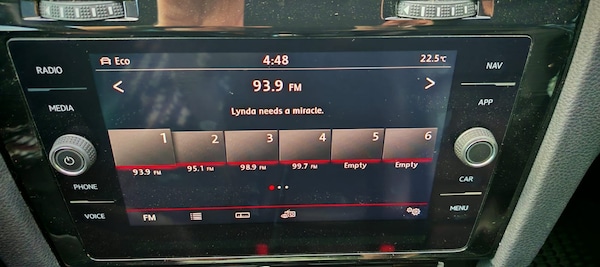 RADIO
MEDIA
PHONE
VOICE
Eco 4:48 22.5°C
< 93.9 FM >
Lynda needs a miracle.
1 2 3 4 5 6
93.9 FM 95.1 FM 98.9 FM 99.7 FM Empty Empty
FM
NAV
APP
CAR
MENU